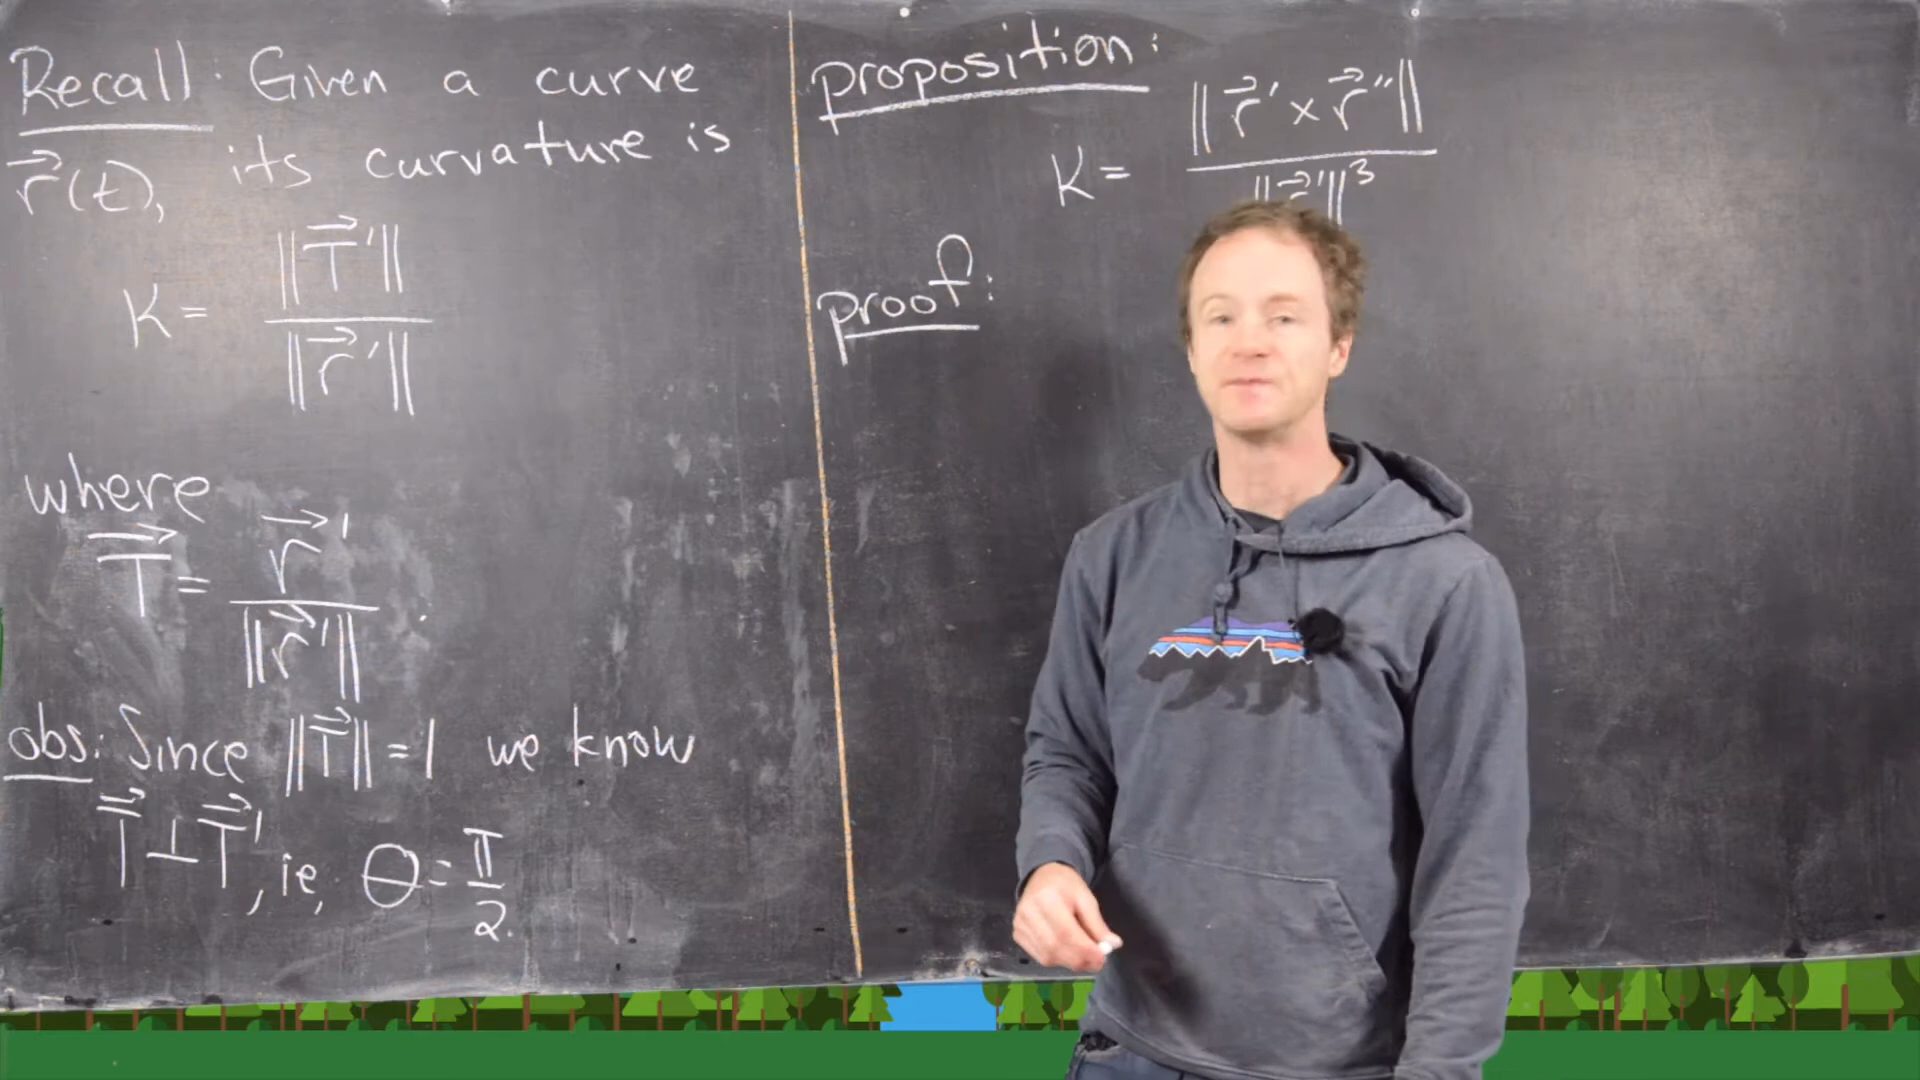 Recall: Given a curve
r⃗(t), its curvature is
K = ‖T⃗'‖ / ‖r⃗'‖
where
T⃗ = r⃗' / ‖r⃗'‖.
obs: Since ‖T⃗‖ = 1 we know
T⃗ ⊥ T⃗', ie, θ = π/2.
proposition:
K = ‖r⃗' × r⃗''‖ / ‖r⃗'‖³
proof: